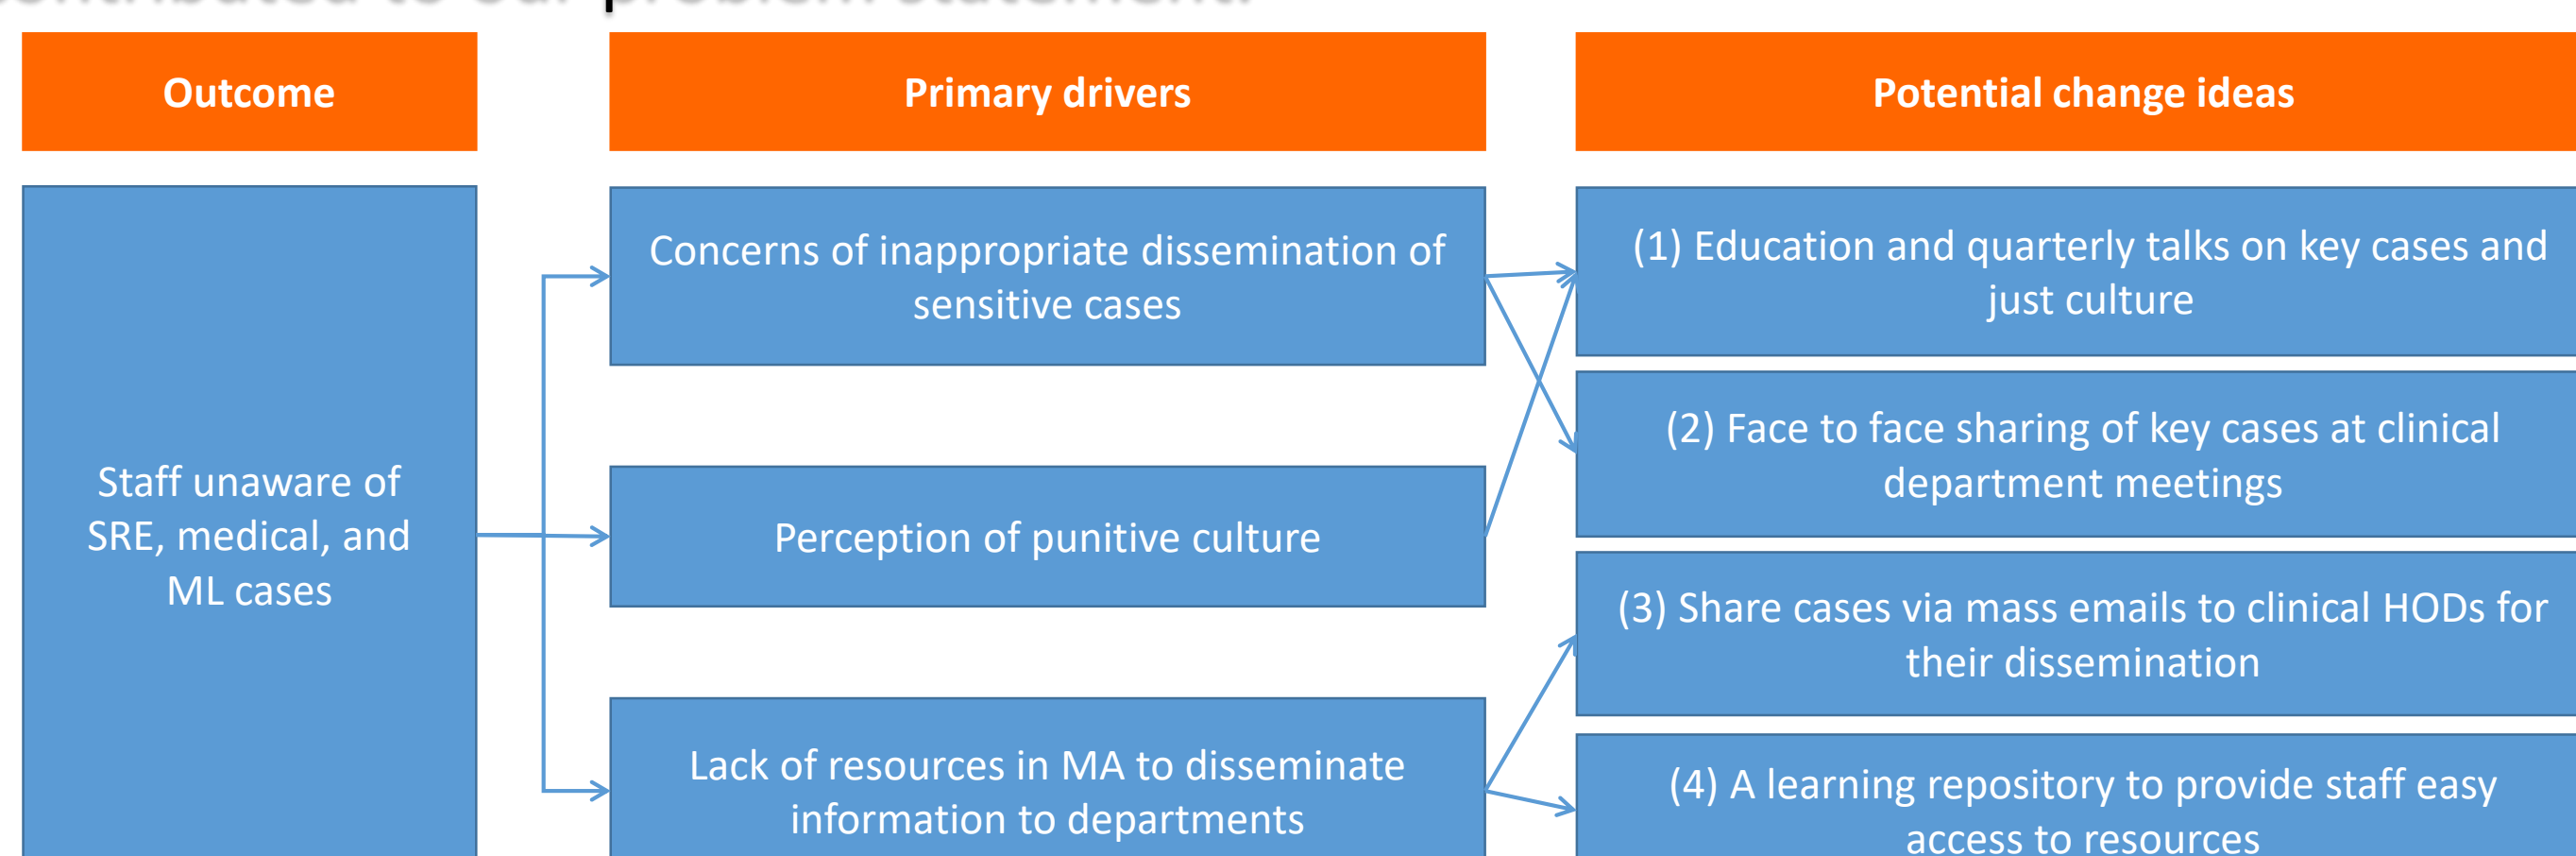 Outcome
Primary drivers
Potential change ideas
Staff unaware of
SRE, medical, and
ML cases
Concerns of inappropriate dissemination of
sensitive cases
Perception of punitive culture
Lack of resources in MA to disseminate
information to departments
(1) Education and quarterly talks on key cases and
just culture
(2) Face to face sharing of key cases at clinical
department meetings
(3) Share cases via mass emails to clinical HODs for
their dissemination
(4) A learning repository to provide staff easy
access to resources